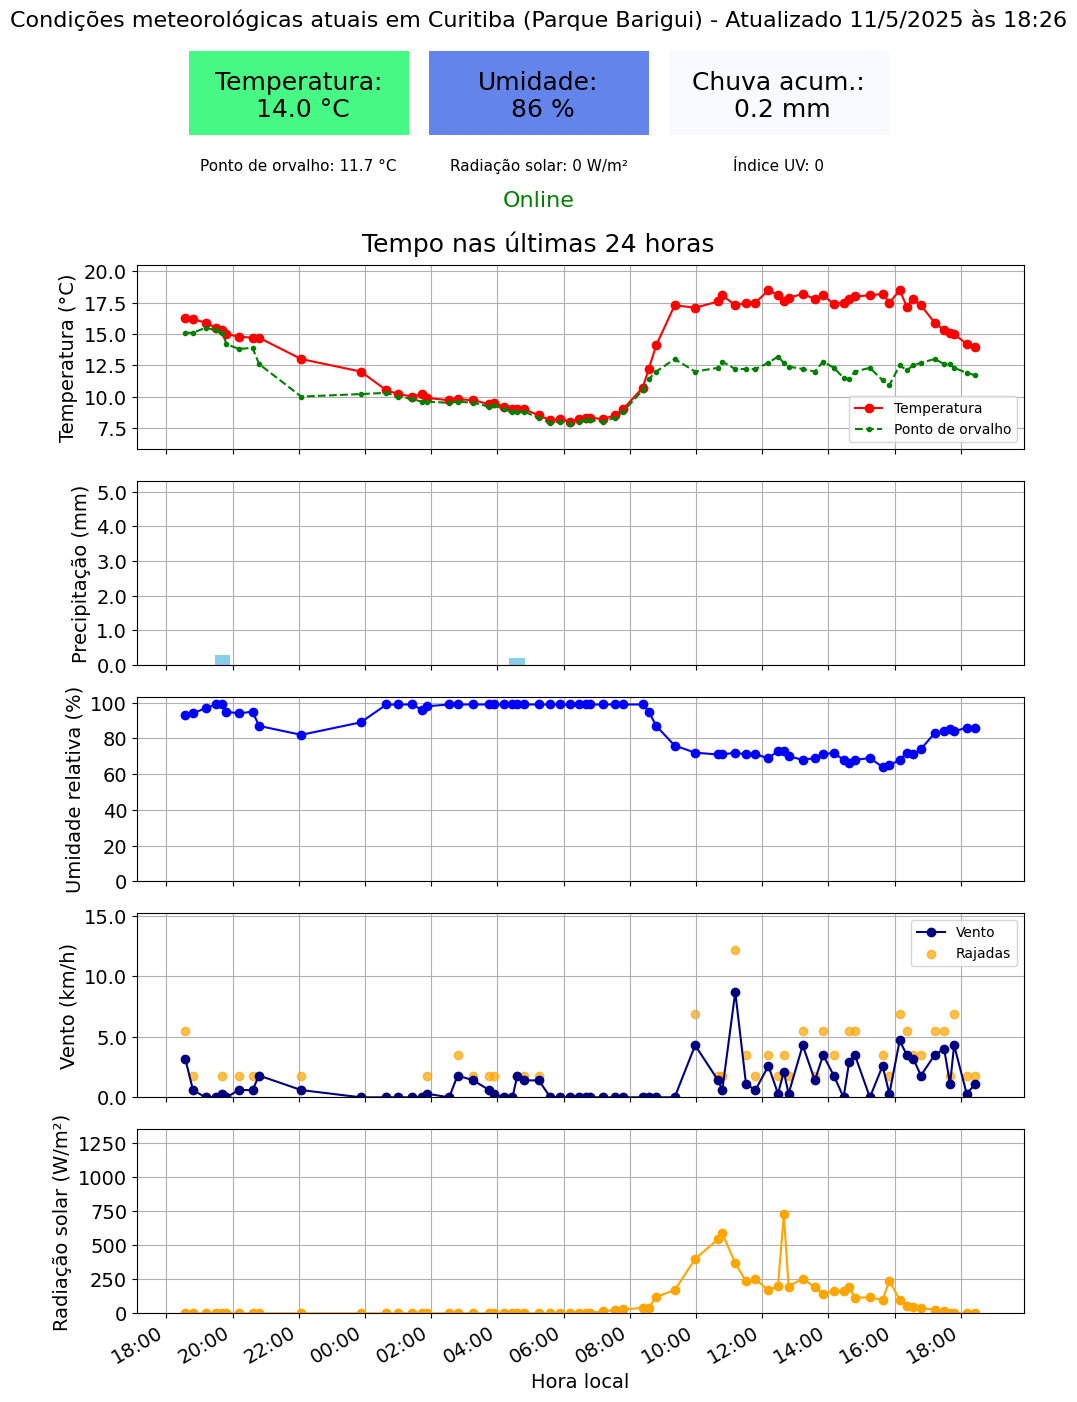 Condições meteorológicas atuais em Curitiba (Parque Barigui) - Atualizado 11/5/2025 às 18:26
Temperatura:
14.0 °C
Umidade:
86 %
Chuva acum.:
0.2 mm
Ponto de orvalho: 11.7 °C
Radiação solar: 0 W/m²
Índice UV: 0
Online
Tempo nas últimas 24 horas
Temperatura (°C)
20.0
17.5
15.0
12.5
10.0
7.5
Temperatura
Ponto de orvalho
Precipitação (mm)
5.0
4.0
3.0
2.0
1.0
0.0
Umidade relativa (%)
100
80
60
40
20
0
Vento (km/h)
15.0
10.0
5.0
0.0
Vento
Rajadas
Radiação solar (W/m²)
1250
1000
750
500
250
0
18:00
20:00
22:00
00:00
02:00
04:00
06:00
08:00
10:00
12:00
14:00
16:00
18:00
Hora local